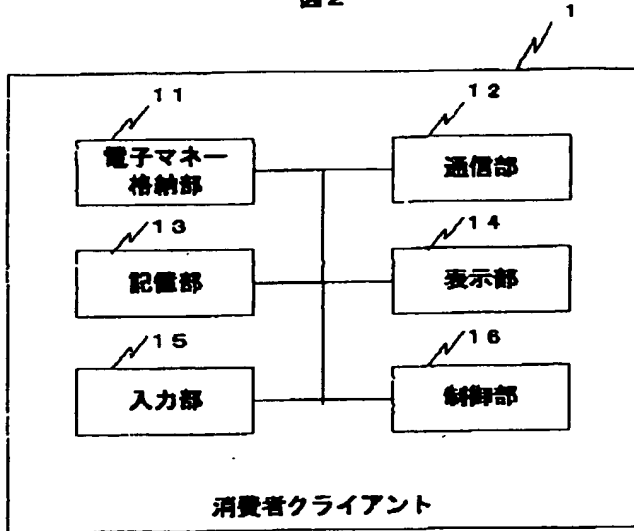 図2
1
11
12
電子マネー
格納部
通信部
13
14
記憶部
表示部
15
16
入力部
制御部
消費者クライアント